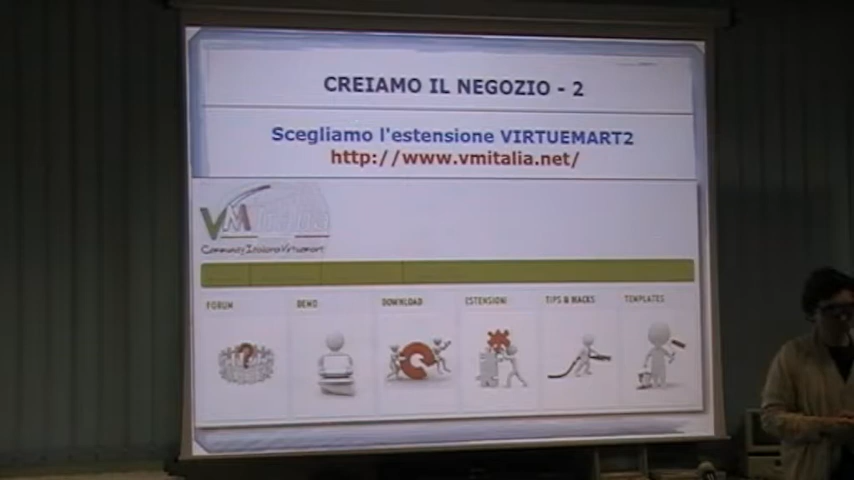 CREIAMO IL NEGOZIO - 2
Scegliamo l'estensione VIRTUEMART2
http://www.vmitalia.net/
VMitalia
Community Italiana Virtuemart
FORUM DEMO DOWNLOAD ESTENSIONI TIPS & HACKS TEMPLATES